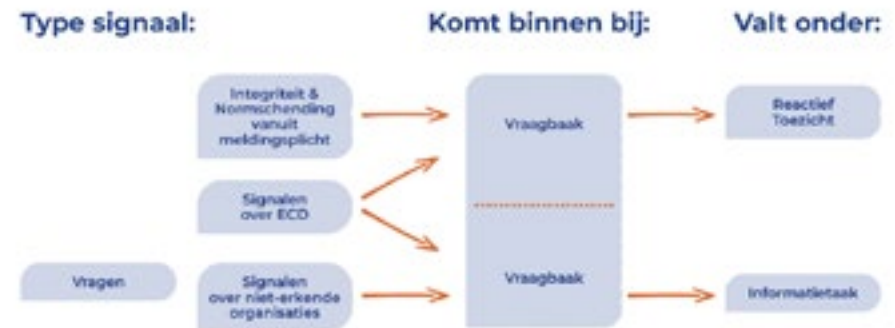 Type signaal:
Komt binnen bij:
Valt onder:
Integriteit &
Normschending
vanuit
meldingsplicht
Vraagbaak
Reactief
Toezicht
Signalen
over ECD
Vragen
Signalen
over niet-erkende
organisaties
Vraagbaak
Informatietaak